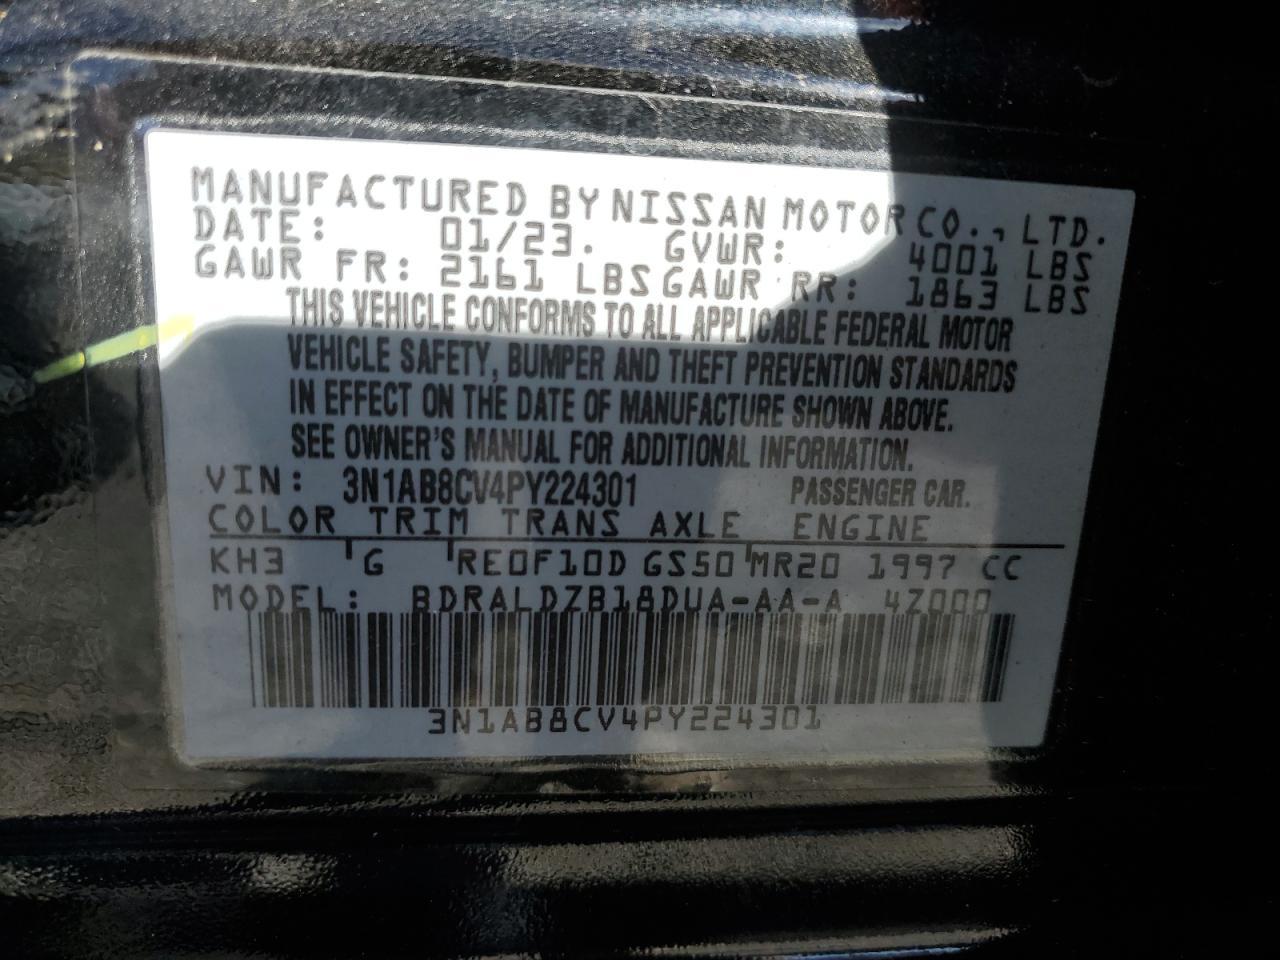 MANUFACTURED BY NISSAN MOTOR CO., LTD.
DATE: 01/23. GVWR: 4001 LBS
GAWR FR: 2161 LBS GAWR RR: 1863 LBS
THIS VEHICLE CONFORMS TO ALL APPLICABLE FEDERAL MOTOR
VEHICLE SAFETY, BUMPER AND THEFT PREVENTION STANDARDS
IN EFFECT ON THE DATE OF MANUFACTURE SHOWN ABOVE.
SEE OWNER'S MANUAL FOR ADDITIONAL INFORMATION.
VIN: 3N1AB8CV4PY224301 PASSENGER CAR.
COLOR TRIM TRANS AXLE ENGINE
KH3 G RE0F10D GS50 MR20 1997 CC
MODEL: BDRALDZB18DUA-AA-A 4Z000
3N1AB8CV4PY224301